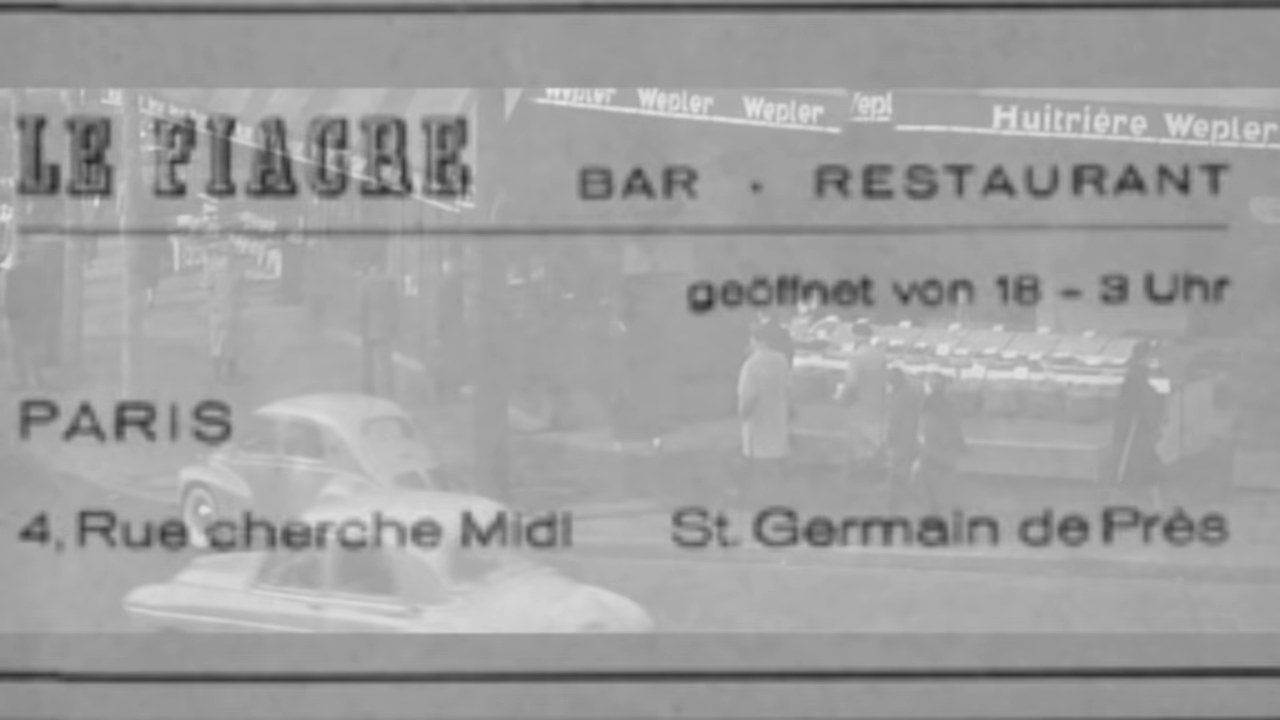 Wepler Wepler Wepler
Huitrière Wepler
LE FIACRE BAR · RESTAURANT
geöffnet von 18 – 3 Uhr
PARIS
4, Rue cherche Midi St. Germain de Près